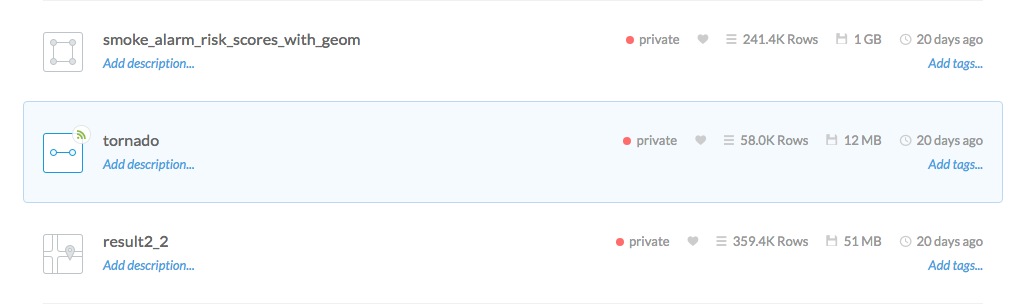 smoke_alarm_risk_scores_with_geom private 241.4K Rows 1 GB 20 days ago
Add description... Add tags...
tornado private 58.0K Rows 12 MB 20 days ago
Add description... Add tags...
result2_2 private 359.4K Rows 51 MB 20 days ago
Add description... Add tags...